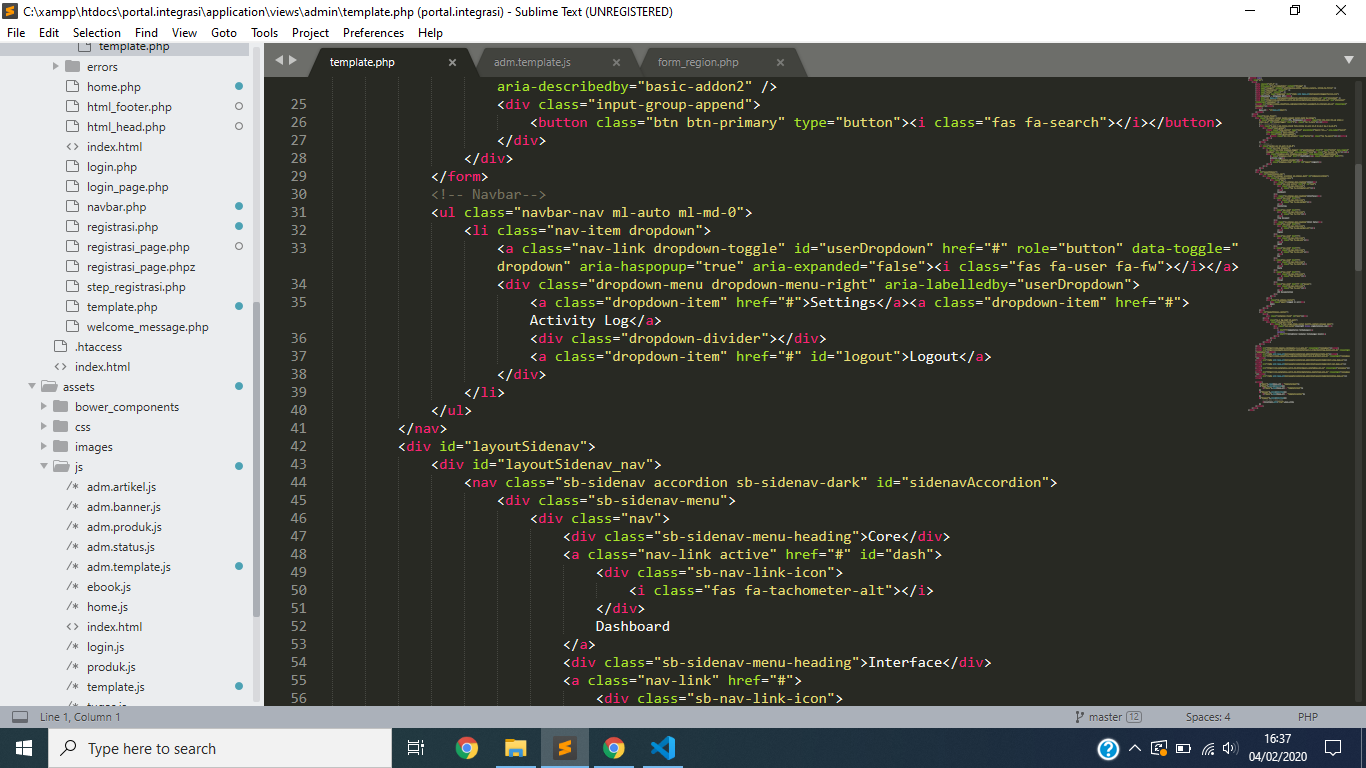 C:\xampp\htdocs\portal.integrasi\application\views\admin\template.php (portal.integrasi) - Sublime Text (UNREGISTERED)
File Edit Selection Find View Goto Tools Project Preferences Help
template.php
errors
home.php
html_footer.php
html_head.php
index.html
login.php
login_page.php
navbar.php
registrasi.php
registrasi_page.php
registrasi_page.phpz
step_registrasi.php
template.php
welcome_message.php
.htaccess
index.html
assets
bower_components
css
images
js
/* adm.artikel.js
/* adm.banner.js
/* adm.produk.js
/* adm.status.js
/* adm.template.js
/* ebook.js
/* home.js
<> index.html
/* login.js
/* produk.js
/* template.js
template.php adm.template.js form_region.php
aria-describedby="basic-addon2" />
25 <div class="input-group-append">
26 <button class="btn btn-primary" type="button"><i class="fas fa-search"></i></button>
27 </div>
28 </div>
29 </form>
30 <!-- Navbar-->
31 <ul class="navbar-nav ml-auto ml-md-0">
32 <li class="nav-item dropdown">
33 <a class="nav-link dropdown-toggle" id="userDropdown" href="#" role="button" data-toggle="
dropdown" aria-haspopup="true" aria-expanded="false"><i class="fas fa-user fa-fw"></i></a>
34 <div class="dropdown-menu dropdown-menu-right" aria-labelledby="userDropdown">
35 <a class="dropdown-item" href="#">Settings</a><a class="dropdown-item" href="#">
Activity Log</a>
36 <div class="dropdown-divider"></div>
37 <a class="dropdown-item" href="#" id="logout">Logout</a>
38 </div>
39 </li>
40 </ul>
41 </nav>
42 <div id="layoutSidenav">
43 <div id="layoutSidenav_nav">
44 <nav class="sb-sidenav accordion sb-sidenav-dark" id="sidenavAccordion">
45 <div class="sb-sidenav-menu">
46 <div class="nav">
47 <div class="sb-sidenav-menu-heading">Core</div>
48 <a class="nav-link active" href="#" id="dash">
49 <div class="sb-nav-link-icon">
50 <i class="fas fa-tachometer-alt"></i>
51 </div>
52 Dashboard
53 </a>
54 <div class="sb-sidenav-menu-heading">Interface</div>
55 <a class="nav-link" href="#">
56 <div class="sb-nav-link-icon">
Line 1, Column 1 master 12 Spaces: 4 PHP
Type here to search
16:37
04/02/2020